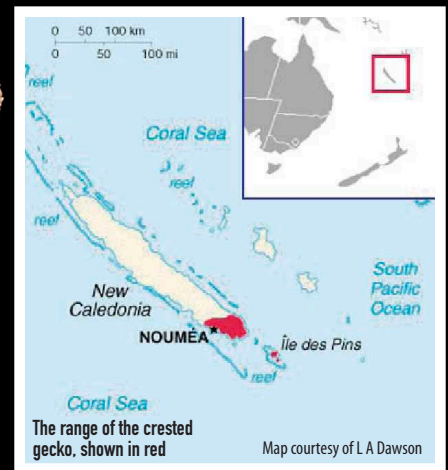 0 50 100 km
0 50 100 mi
reef
Coral Sea
reef
reef
New
Caledonia
NOUMÉA
South
Pacific
Ocean
Île des Pins
reef
Coral Sea
The range of the crested
gecko, shown in red
Map courtesy of L A Dawson